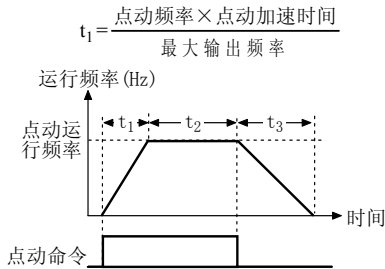 t₁=点动频率×点动加速时间
最大输出频率
运行频率(Hz)
点动运
行频率
t₁
t₂
t₃
时间
点动命令